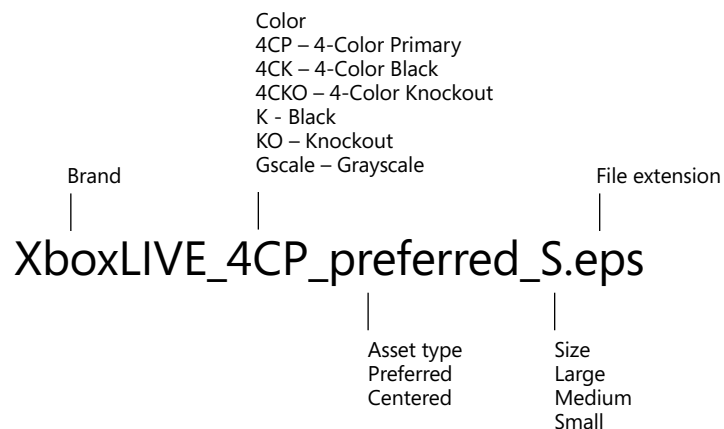 Color
4CP – 4-Color Primary
4CK – 4-Color Black
4CKO – 4-Color Knockout
K - Black
KO – Knockout
Gscale – Grayscale
Brand
File extension
XboxLIVE_4CP_preferred_S.eps
Asset type
Preferred
Centered
Size
Large
Medium
Small